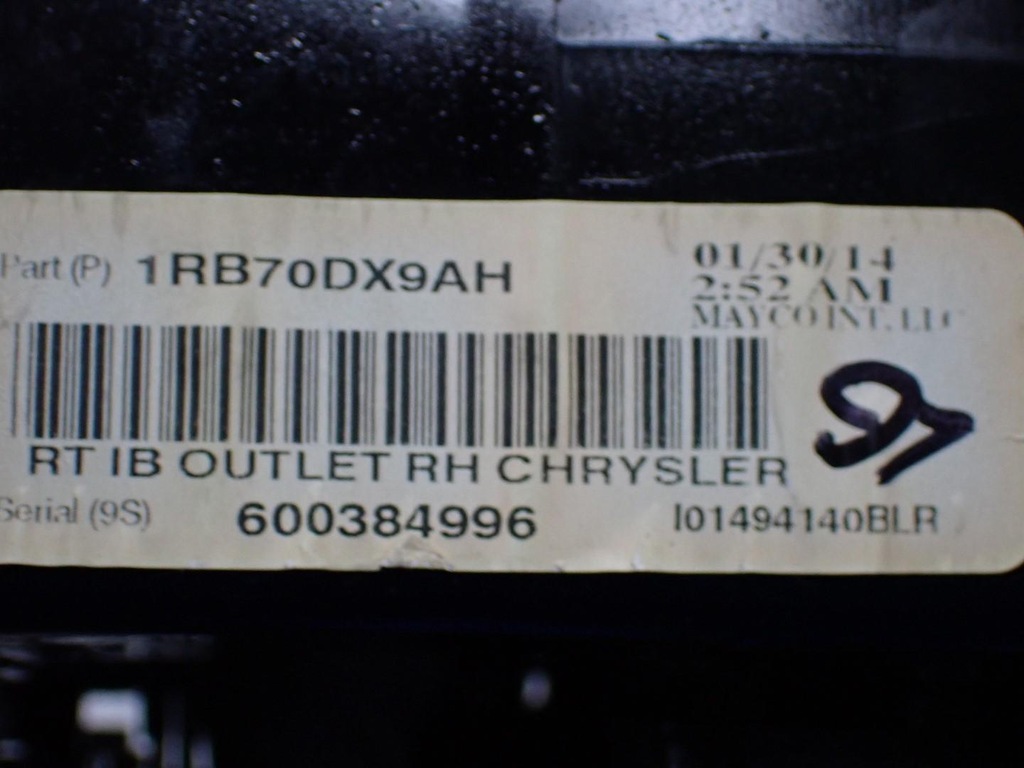 Part (P) 1RB70DX9AH
01/30/14
2:52 AM
MAYCO INT. LLC
RT IB OUTLET RH CHRYSLER
Serial (9S) 600384996
I01494140BLR